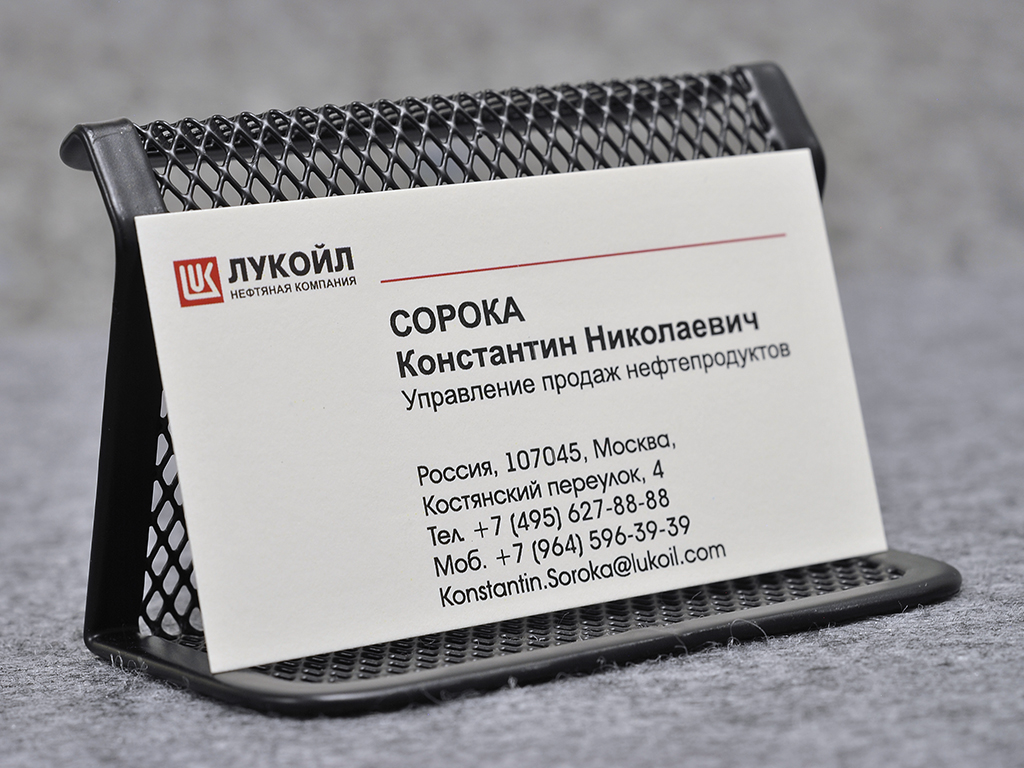 LUK ЛУКОЙЛ
НЕФТЯНАЯ КОМПАНИЯ
СОРОКА
Константин Николаевич
Управление продаж нефтепродуктов
Россия, 107045, Москва,
Костянский переулок, 4
Тел. +7 (495) 627-88-88
Моб. +7 (964) 596-39-39
Konstantin.Soroka@lukoil.com